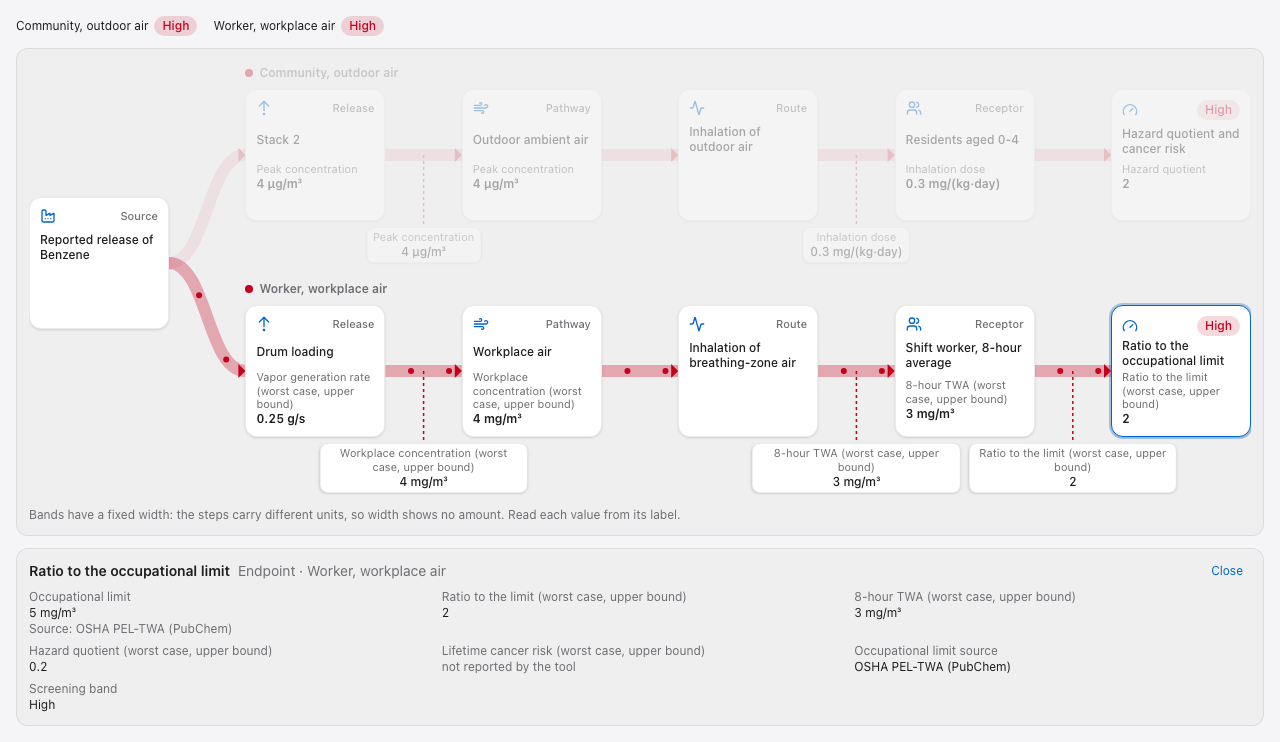 Community, outdoor air High Worker, workplace air High
Community, outdoor air
Release
Stack 2
Peak concentration
4 µg/m³
Pathway
Outdoor ambient air
Peak concentration
4 µg/m³
Route
Inhalation of
outdoor air
Receptor
Residents aged 0-4
Inhalation dose
0.3 mg/(kg·day)
High
Hazard quotient and
cancer risk
Hazard quotient
2
Peak concentration
4 µg/m³
Inhalation dose
0.3 mg/(kg·day)
Source
Reported release of
Benzene
Worker, workplace air
Release
Drum loading
Vapor generation rate
(worst case, upper
bound)
0.25 g/s
Pathway
Workplace air
Workplace
concentration (worst
case, upper bound)
4 mg/m³
Route
Inhalation of
breathing-zone air
Receptor
Shift worker, 8-hour
average
8-hour TWA (worst
case, upper bound)
3 mg/m³
High
Ratio to the
occupational limit
Ratio to the limit
(worst case, upper
bound)
2
Workplace concentration (worst
case, upper bound)
4 mg/m³
8-hour TWA (worst case, upper
bound)
3 mg/m³
Ratio to the limit (worst case, upper
bound)
2
Bands have a fixed width: the steps carry different units, so width shows no amount. Read each value from its label.
Ratio to the occupational limit Endpoint · Worker, workplace air Close
Occupational limit
5 mg/m³
Source: OSHA PEL-TWA (PubChem)
Ratio to the limit (worst case, upper bound)
2
8-hour TWA (worst case, upper bound)
3 mg/m³
Hazard quotient (worst case, upper bound)
0.2
Lifetime cancer risk (worst case, upper bound)
not reported by the tool
Occupational limit source
OSHA PEL-TWA (PubChem)
Screening band
High